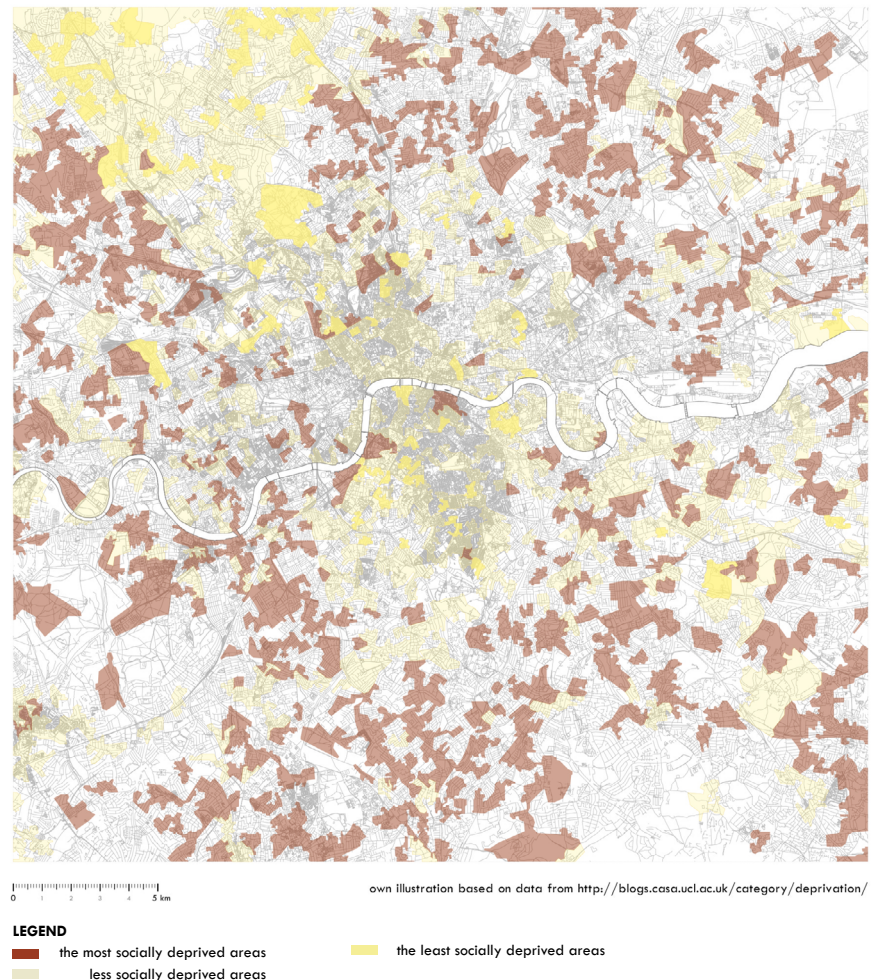 0 1 2 3 4 5 km
own illustration based on data from http://blogs.casa.ucl.ac.uk/category/deprivation/
LEGEND
the most socially deprived areas
the least socially deprived areas
less socially deprived areas